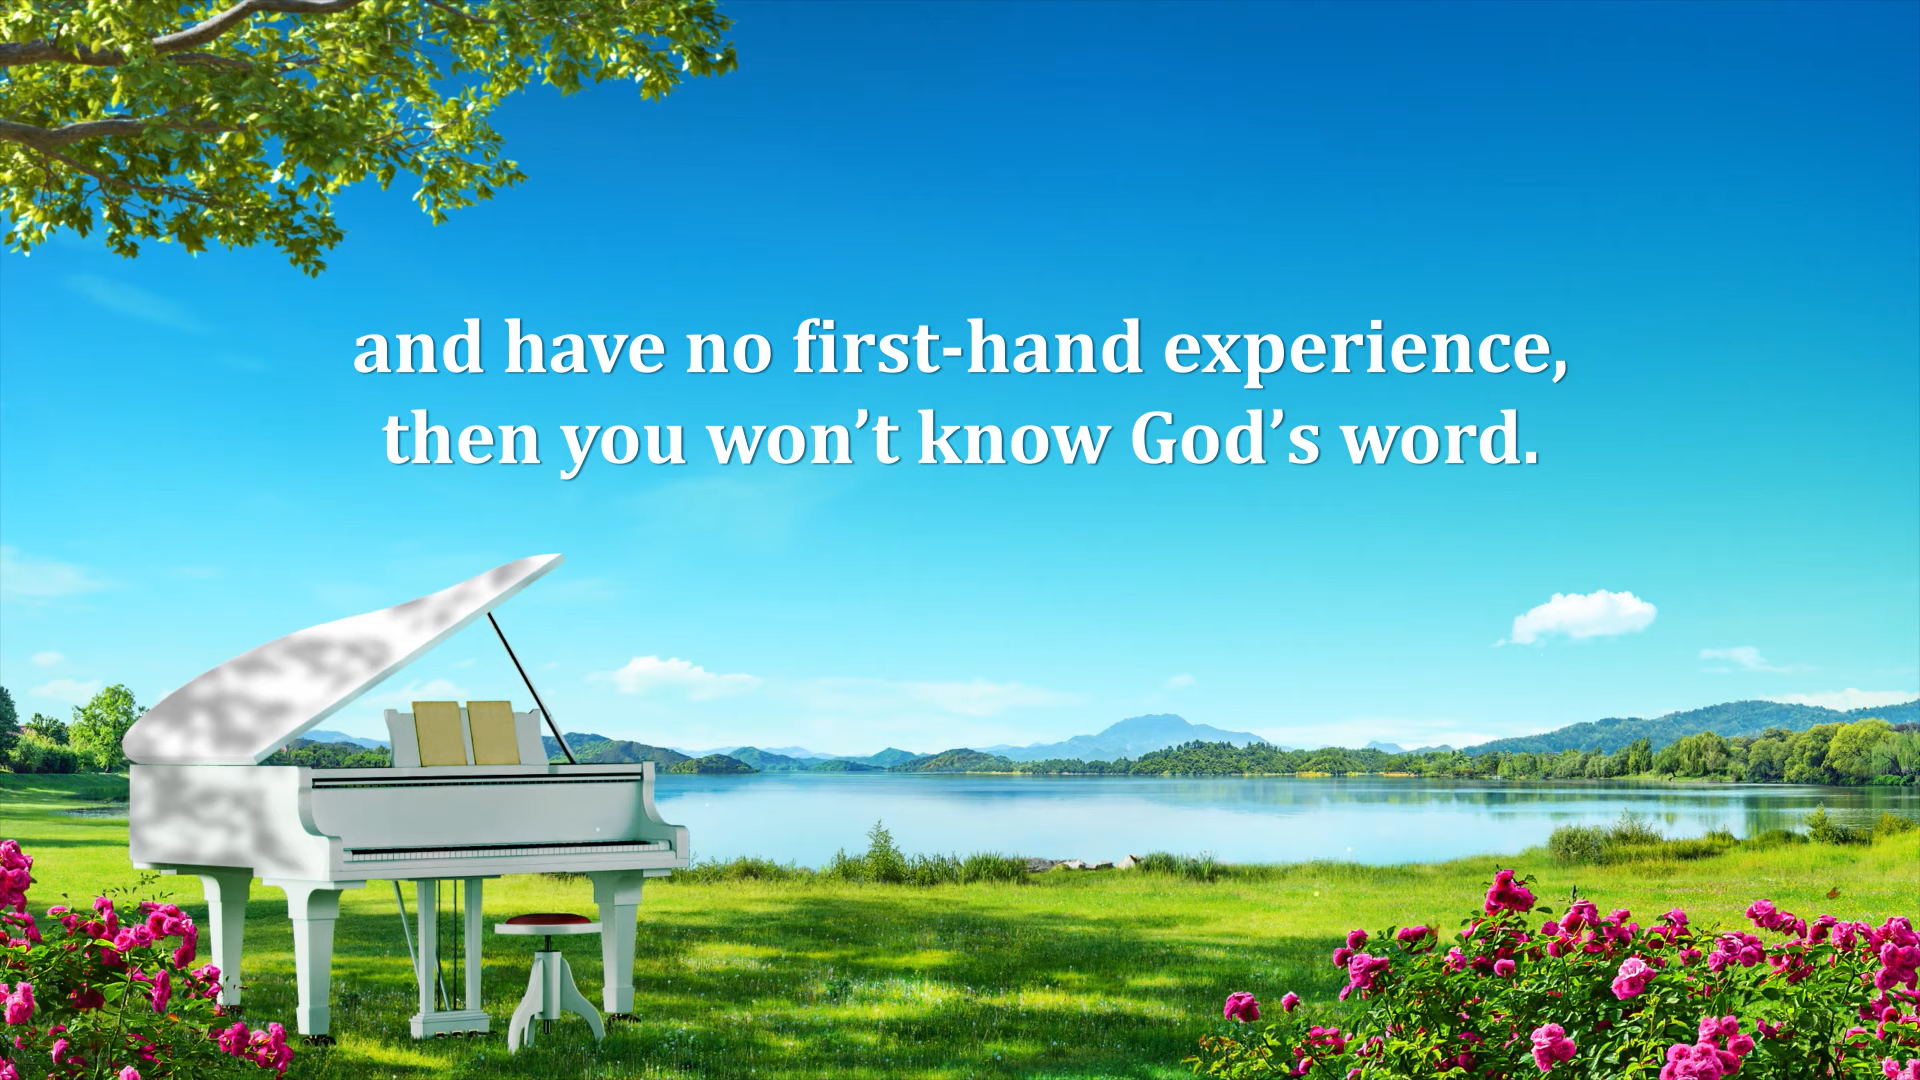 and have no first-hand experience,
then you won’t know God’s word.